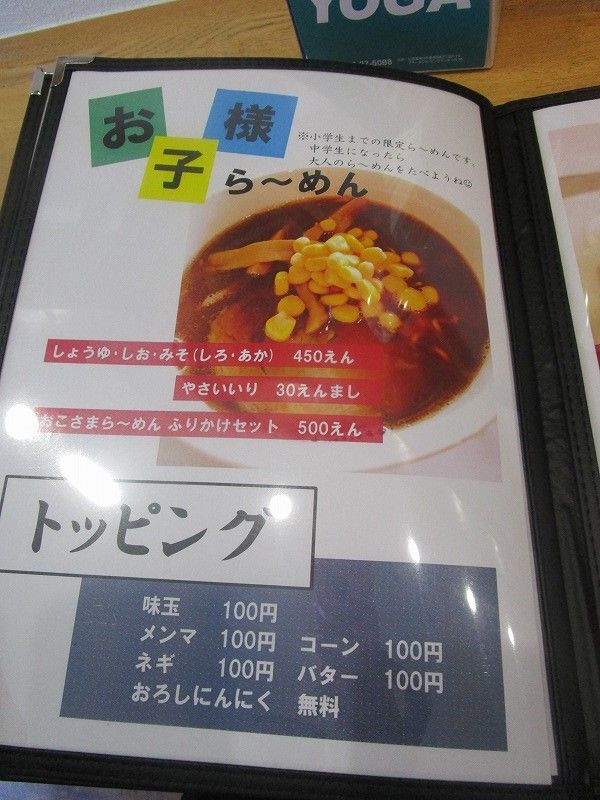 YOGA
27-5088
お子様
ら～めん
※小学生までの限定ら～めんです。
中学生になったら
大人のら～めんをたべようね☺
しょうゆ・しお・みそ(しろ・あか) 450えん
やさいいり 30えんまし
おこさまら～めん ふりかけセット 500えん
トッピング
味玉 100円
メンマ 100円 コーン 100円
ネギ 100円 バター 100円
おろしにんにく 無料